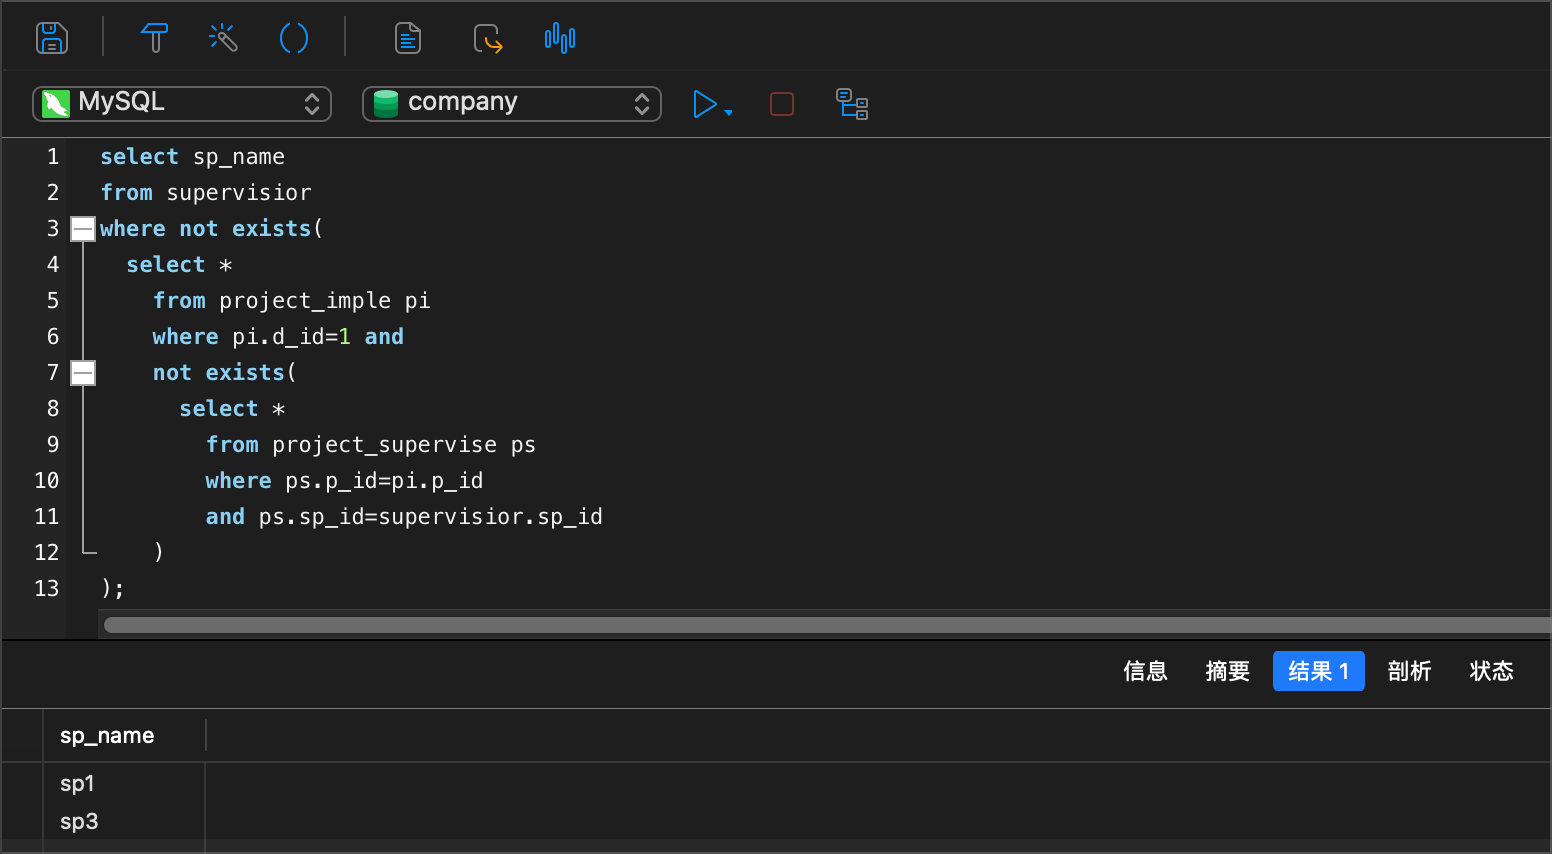 MySQL company
1 select sp_name
2 from supervisior
3 where not exists(
4 select *
5 from project_imple pi
6 where pi.d_id=1 and
7 not exists(
8 select *
9 from project_supervise ps
10 where ps.p_id=pi.p_id
11 and ps.sp_id=supervisior.sp_id
12 )
13 );
信息 摘要 结果 1 剖析 状态
sp_name
sp1
sp3